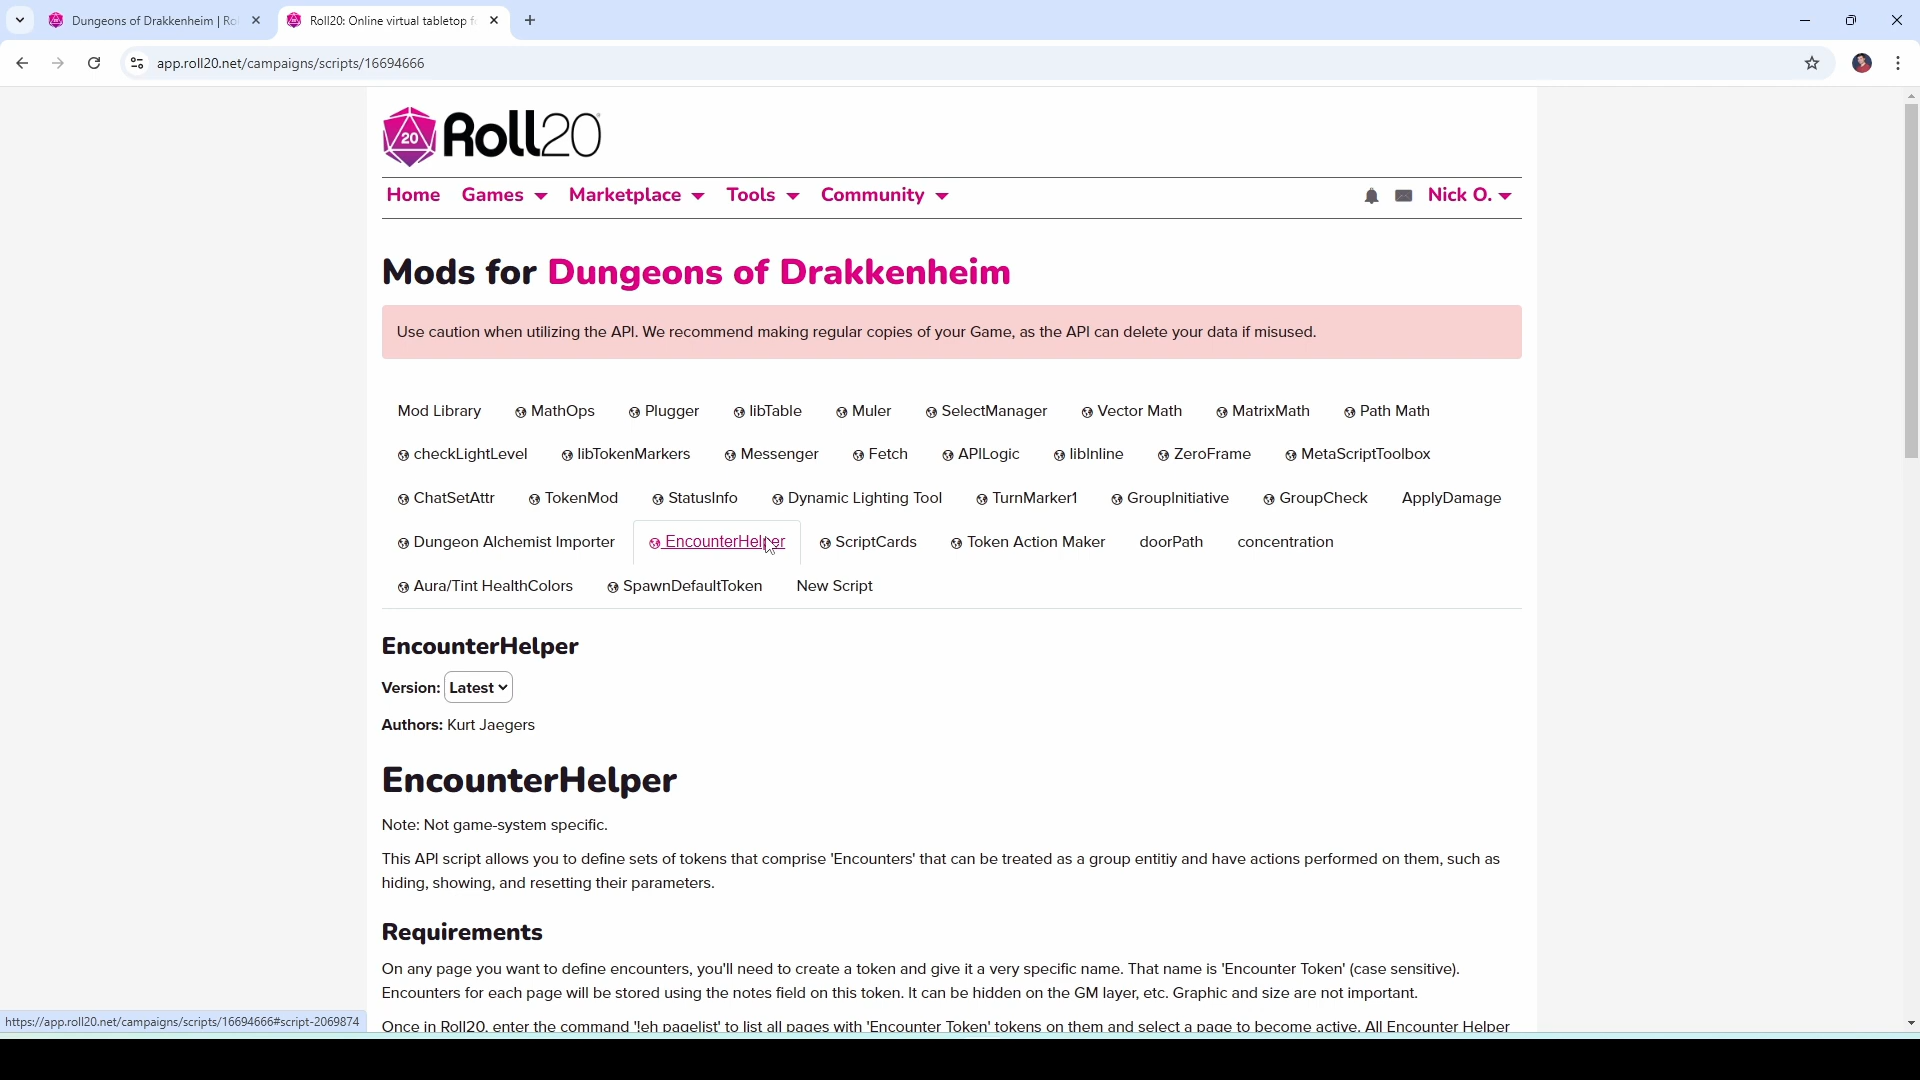 Dungeons of Drakkenheim | Ro
Roll20: Online virtual tabletop f
app.roll20.net/campaigns/scripts/16694666
20 Roll20
Home Games Marketplace Tools Community Nick O.
Mods for Dungeons of Drakkenheim
Use caution when utilizing the API. We recommend making regular copies of your Game, as the API can delete your data if misused.
Mod Library MathOps Plugger libTable Muler SelectManager Vector Math MatrixMath Path Math
checkLightLevel libTokenMarkers Messenger Fetch APILogic libInline ZeroFrame MetaScriptToolbox
ChatSetAttr TokenMod StatusInfo Dynamic Lighting Tool TurnMarker1 GroupInitiative GroupCheck ApplyDamage
Dungeon Alchemist Importer EncounterHelper ScriptCards Token Action Maker doorPath concentration
Aura/Tint HealthColors SpawnDefaultToken New Script
EncounterHelper
Version: Latest
Authors: Kurt Jaegers
EncounterHelper
Note: Not game-system specific.
This API script allows you to define sets of tokens that comprise 'Encounters' that can be treated as a group entitiy and have actions performed on them, such as
hiding, showing, and resetting their parameters.
Requirements
On any page you want to define encounters, you'll need to create a token and give it a very specific name. That name is 'Encounter Token' (case sensitive).
Encounters for each page will be stored using the notes field on this token. It can be hidden on the GM layer, etc. Graphic and size are not important.
Once in Roll20, enter the command '!eh pagelist' to list all pages with 'Encounter Token' tokens on them and select a page to become active. All Encounter Helper
https://app.roll20.net/campaigns/scripts/16694666#script-2069874